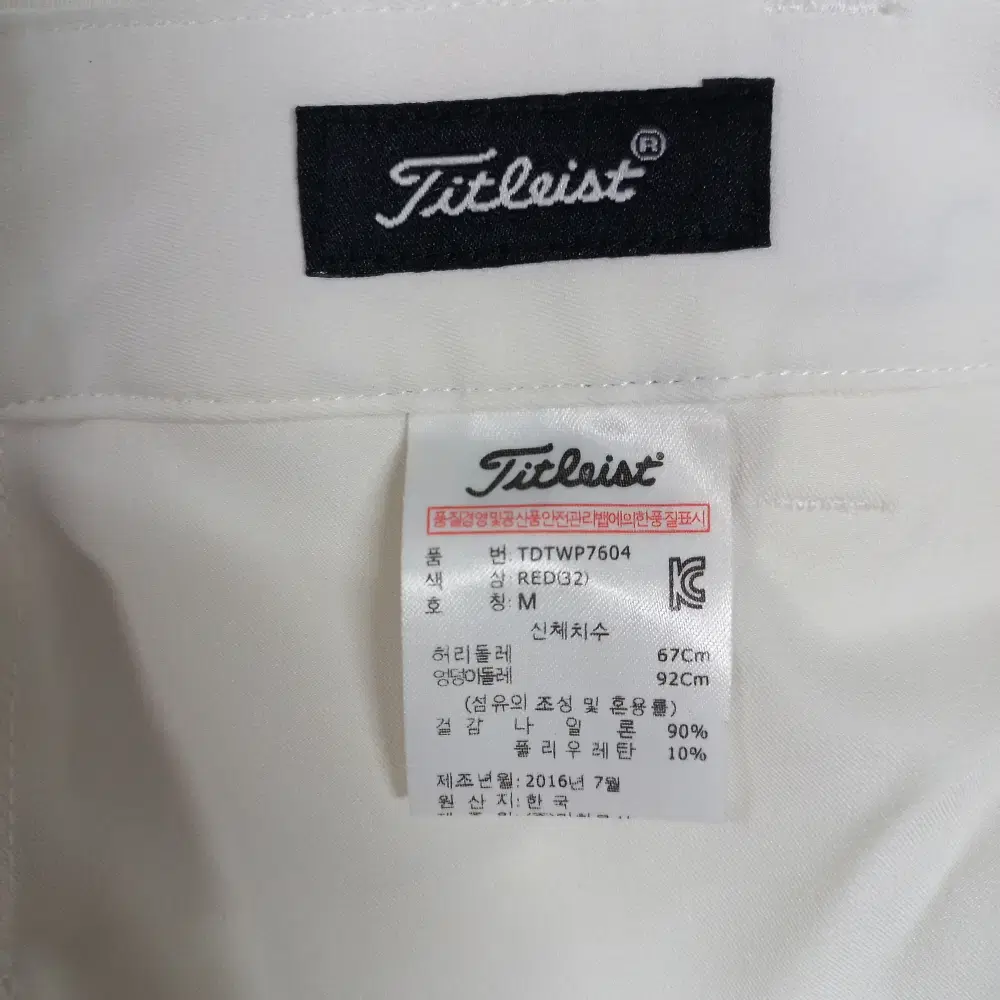 Titleist®
Titleist®
품질경영및공산품안전관리법에의한품질표시
품 번: TDTWP7604
색 상: RED(32)
호 칭: M
신체치수
허리둘레 67Cm
엉덩이둘레 92Cm
(섬유의 조성 및 혼용률)
겉감 나일론 90%
폴리우레탄 10%
제조년월: 2016년 7월
원산지: 한국